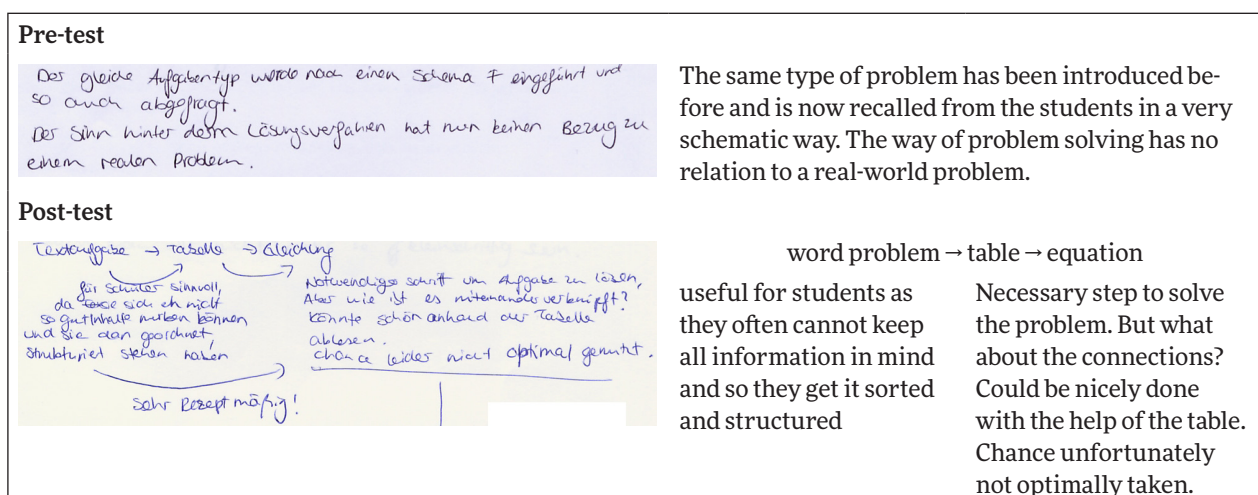 Pre-test
Der gleiche Aufgabentyp wurde nach einem Schema F eingeführt und
so auch abgefragt.
Der Sinn hinter dem Lösungsverfahren hat nun keinen Bezug zu
einem realen Problem.
The same type of problem has been introduced be-
fore and is now recalled from the students in a very
schematic way. The way of problem solving has no
relation to a real-world problem.
Post-test
Textaufgabe → Tabelle → Gleichung
für Schüler sinnvoll,
da sie sich eh nicht
so gut Inhalte merken können
und sie dan geordnet,
strukturiert stehen haben
Notwendiger Schritt um Aufgabe zu lösen,
Aber wie ist es miteinander verknüpft?
könnte schön anhand der Tabelle
ablesen.
Chance leider nicht optimal genutzt.
Sehr Rezeptmäßig!
word problem → table → equation
useful for students as
they often cannot keep
all information in mind
and so they get it sorted
and structured
Necessary step to solve
the problem. But what
about the connections?
Could be nicely done
with the help of the table.
Chance unfortunately
not optimally taken.